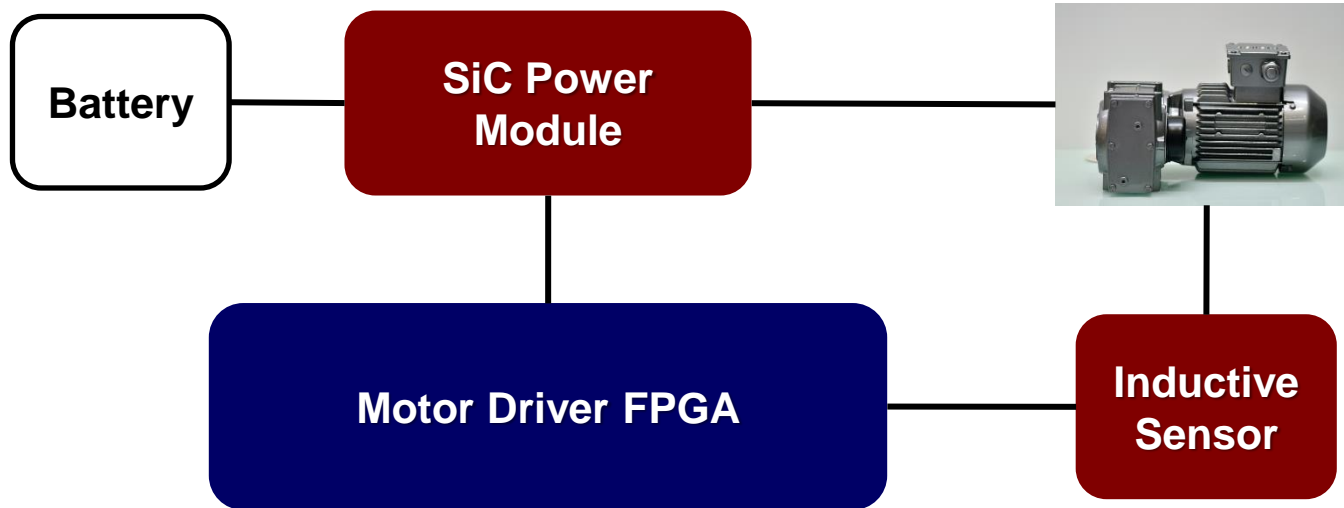 Battery
SiC Power
Module
Motor Driver FPGA
Inductive
Sensor